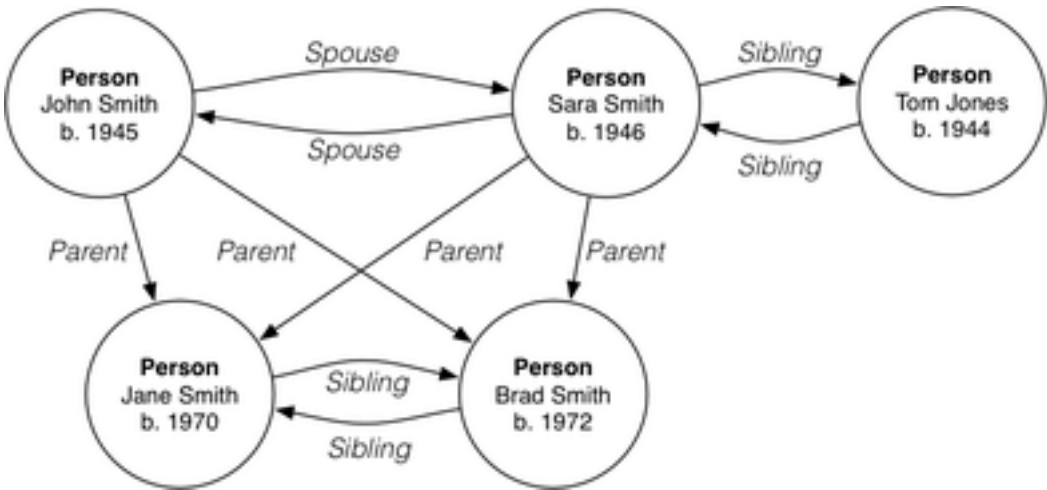 Person
John Smith
b. 1945
Spouse
Spouse
Person
Sara Smith
b. 1946
Sibling
Sibling
Person
Tom Jones
b. 1944
Parent
Parent
Parent
Parent
Person
Jane Smith
b. 1970
Sibling
Sibling
Person
Brad Smith
b. 1972